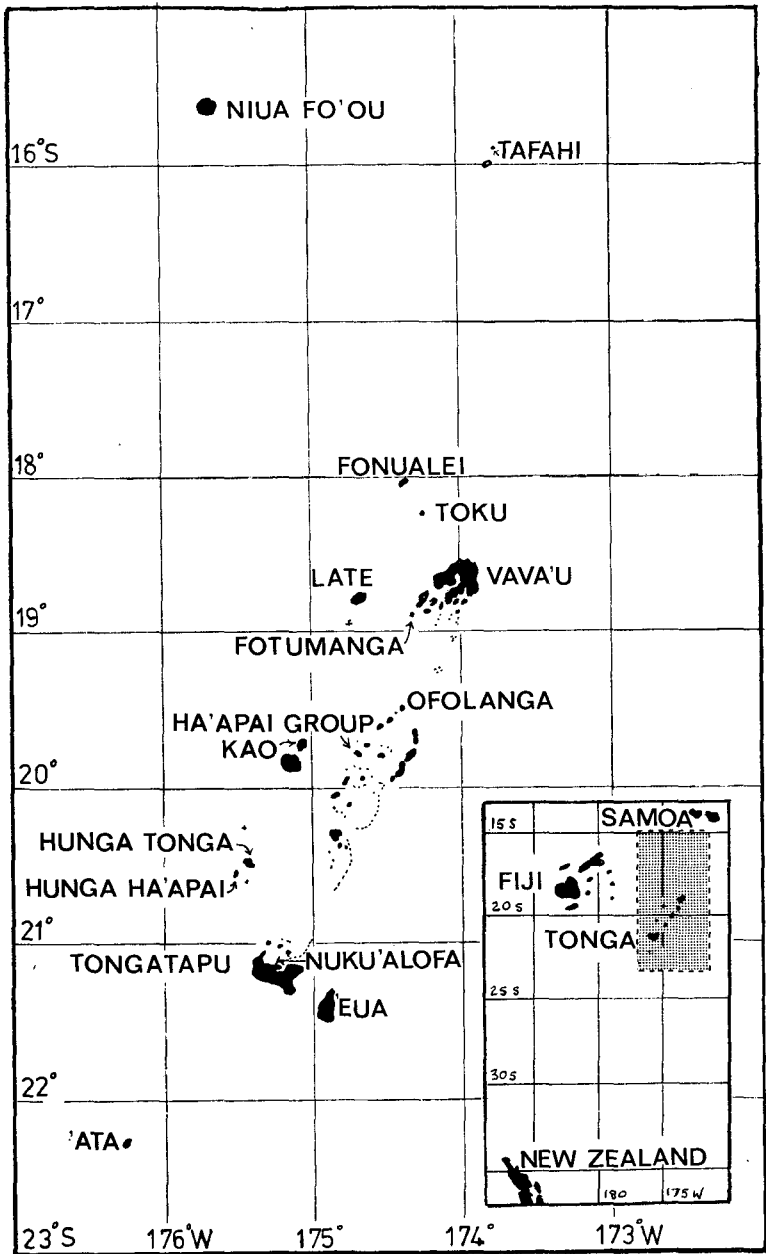 NIUA FO'OU
16°S
TAFAHI
17°
18°
FONUALEI
TOKU
LATE
VAVA'U
19°
FOTUMANGA
OFOLANGA
HA'APAI GROUP
KAO
20°
HUNGA TONGA
HUNGA HA'APAI
21°
TONGATAPU
NUKU'ALOFA
'EUA
22°
'ATA
23°S
176°W
175°
174°
173°W
SAMOA
15 S
FIJI
20 S
TONGA
25 S
30 S
NEW ZEALAND
180
175 W